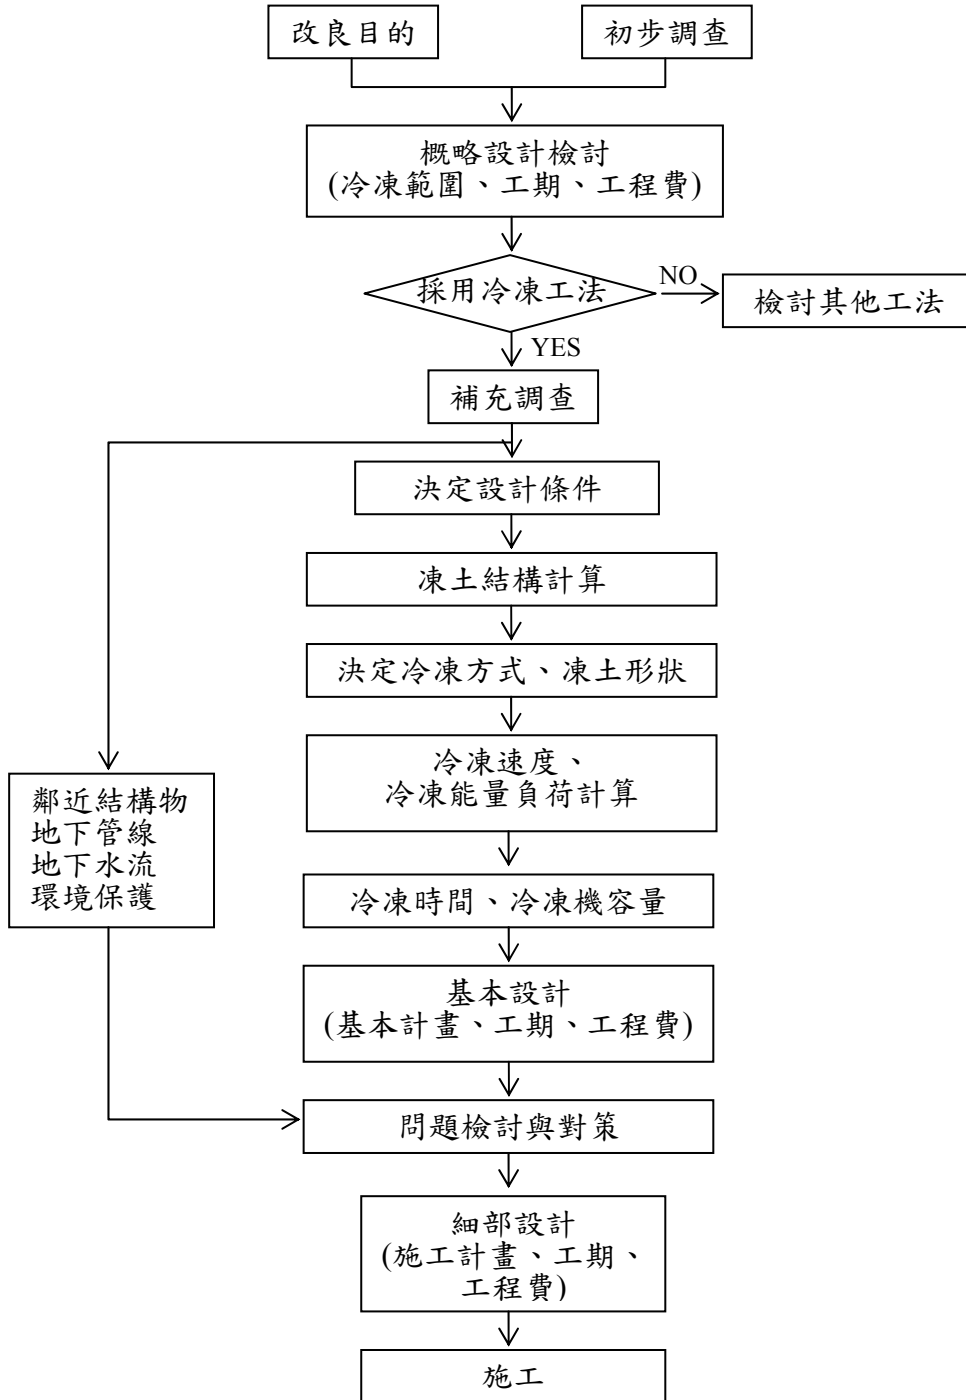 改良目的
初步調查
概略設計檢討
(冷凍範圍、工期、工程費)
採用冷凍工法
NO
檢討其他工法
YES
補充調查
決定設計條件
凍土結構計算
決定冷凍方式、凍土形狀
冷凍速度、
冷凍能量負荷計算
鄰近結構物
地下管線
地下水流
環境保護
冷凍時間、冷凍機容量
基本設計
(基本計畫、工期、工程費)
問題檢討與對策
細部設計
(施工計畫、工期、
工程費)
施工